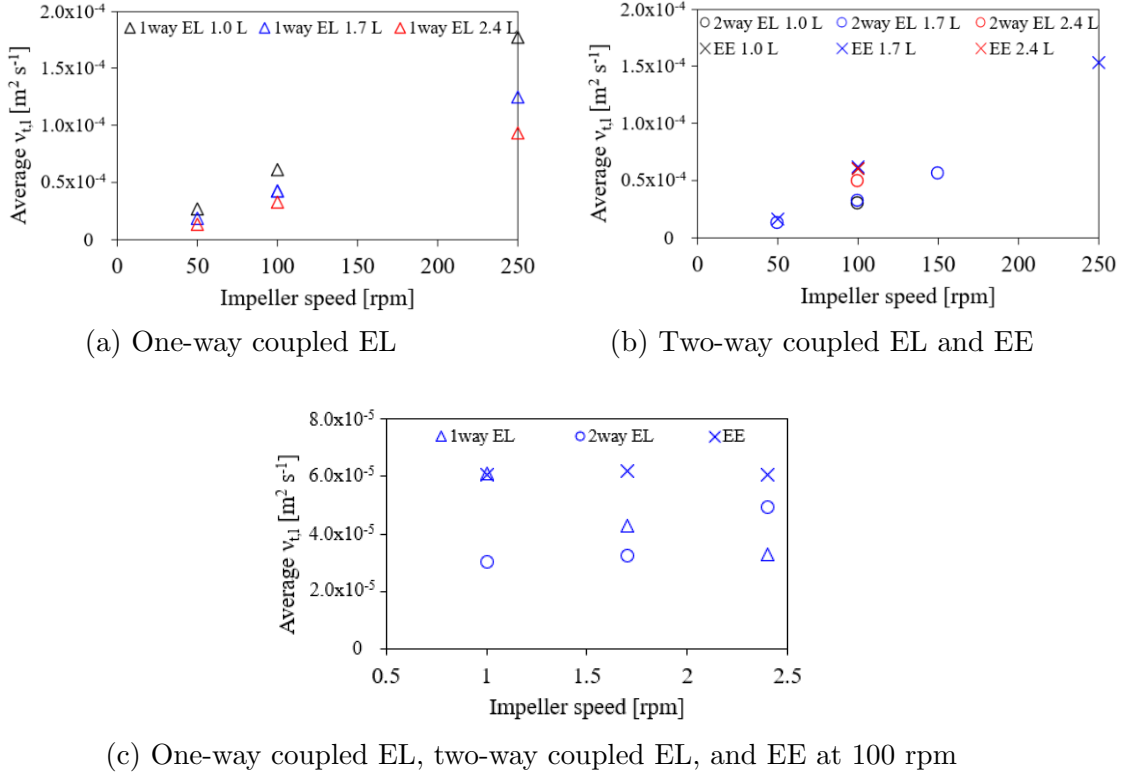 2.0x10⁻⁴
1.5x10⁻⁴
1.0x10⁻⁴
0.5x10⁻⁴
0
Average ν_t,l [m² s⁻¹]
1way EL 1.0 L 1way EL 1.7 L 1way EL 2.4 L
0 50 100 150 200 250
Impeller speed [rpm]
(a) One-way coupled EL
2.0x10⁻⁴
1.5x10⁻⁴
1.0x10⁻⁴
0.5x10⁻⁴
0
Average ν_t,l [m² s⁻¹]
2way EL 1.0 L 2way EL 1.7 L 2way EL 2.4 L
EE 1.0 L EE 1.7 L EE 2.4 L
0 50 100 150 200 250
Impeller speed [rpm]
(b) Two-way coupled EL and EE
8.0x10⁻⁵
6.0x10⁻⁵
4.0x10⁻⁵
2.0x10⁻⁵
0
Average ν_t,l [m² s⁻¹]
1way EL 2way EL EE
0.5 1 1.5 2 2.5
Impeller speed [rpm]
(c) One-way coupled EL, two-way coupled EL, and EE at 100 rpm